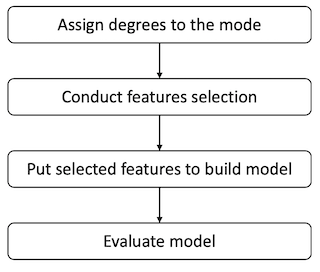 Assign degrees to the mode
Conduct features selection
Put selected features to build model
Evaluate model